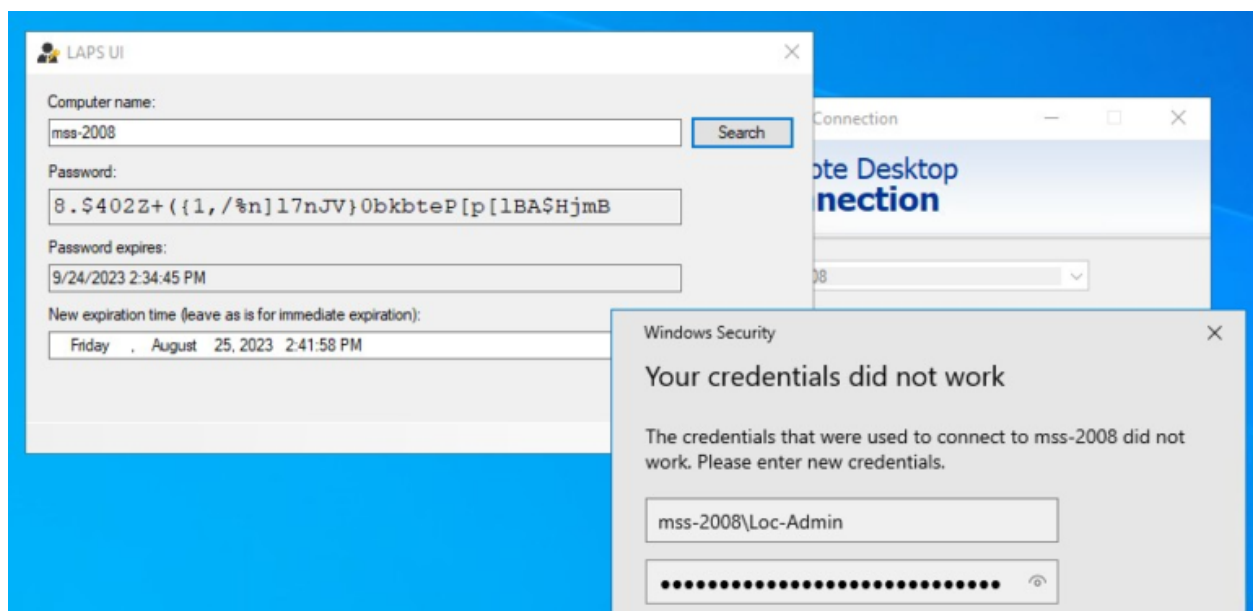 LAPS UI
Computer name:
mss-2008
Search
Password:
8.$402Z+({1,/%n]l7nJV}0bkbteP[p[lBA$HjmB
Password expires:
9/24/2023 2:34:45 PM
New expiration time (leave as is for immediate expiration):
Friday , August 25, 2023 2:41:58 PM
Connection
ote Desktop
nection
08
Windows Security
Your credentials did not work
The credentials that were used to connect to mss-2008 did not
work. Please enter new credentials.
mss-2008\Loc-Admin